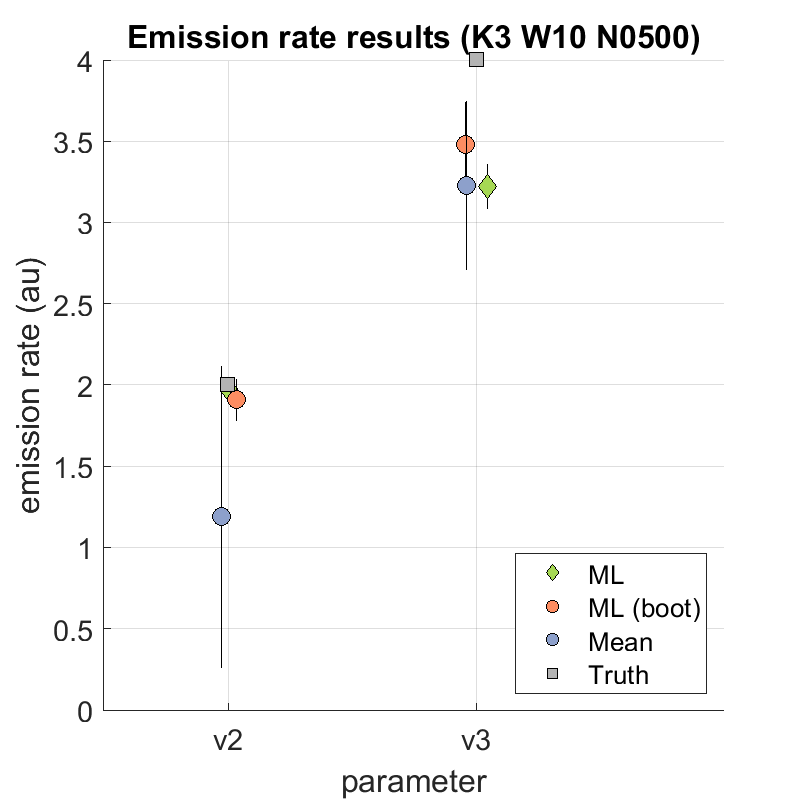 Emission rate results (K3 W10 N0500)
emission rate (au)
4
3.5
3
2.5
2
1.5
1
0.5
0
v2
v3
parameter
ML
ML (boot)
Mean
Truth